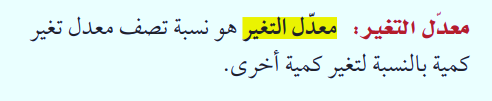 معدّل التغير: معدّل التغير هو نسبة تصف معدل تغير
كمية بالنسبة لتغير كمية أخرى.